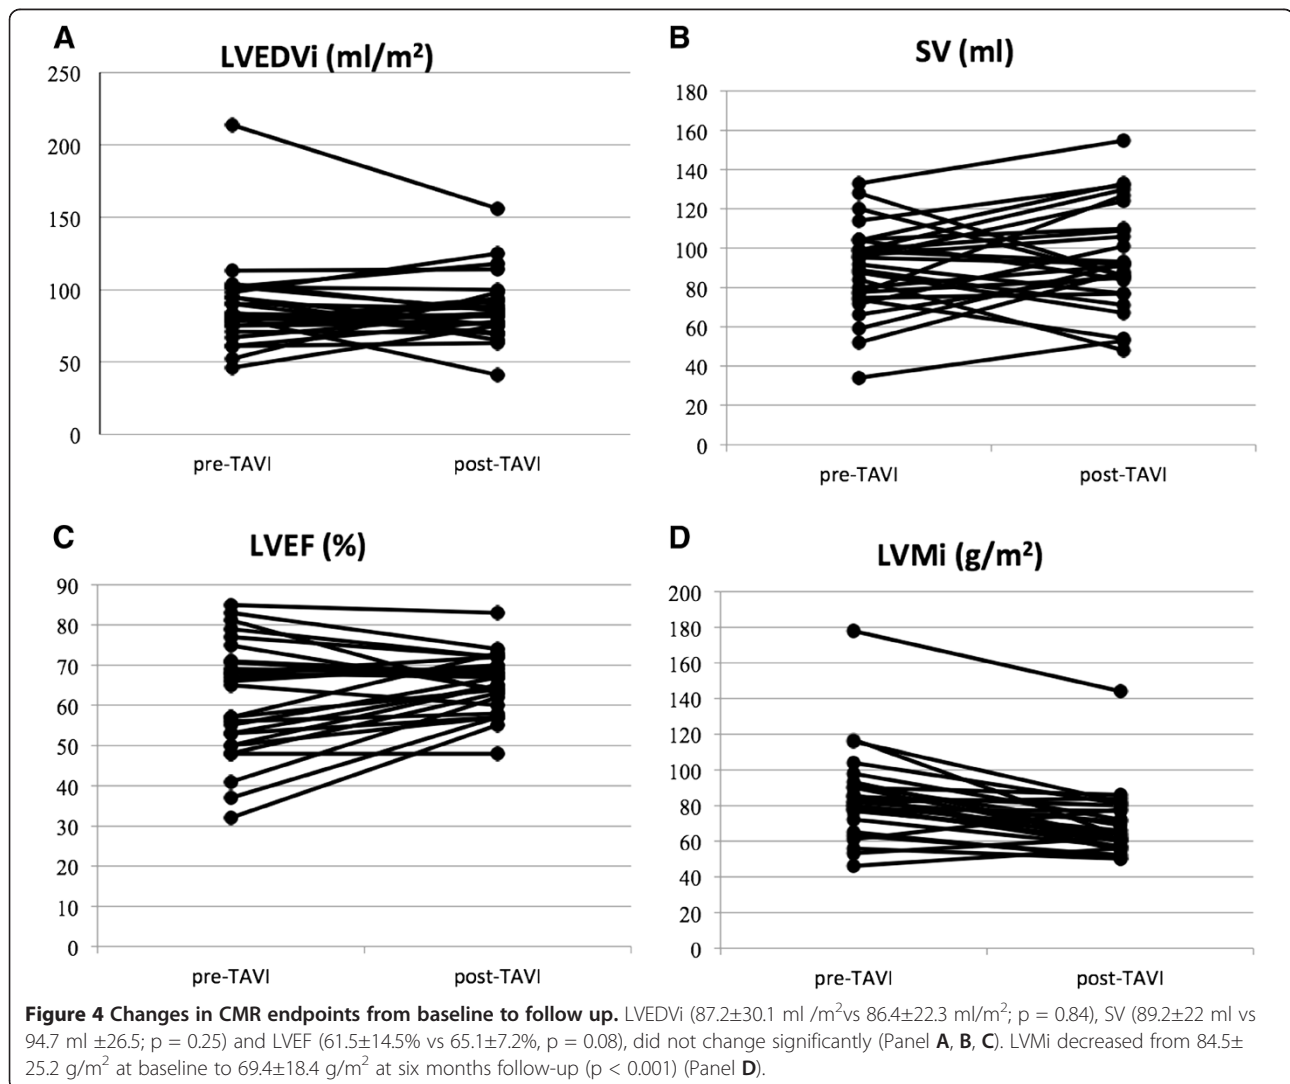 A
LVEDVi (ml/m²)
250
200
150
100
50
0
pre-TAVI post-TAVI
B
SV (ml)
180
160
140
120
100
80
60
40
20
0
pre-TAVI post-TAVI
C
LVEF (%)
90
80
70
60
50
40
30
20
10
0
pre-TAVI post-TAVI
D
LVMi (g/m²)
200
180
160
140
120
100
80
60
40
20
0
pre-TAVI post-TAVI
Figure 4 Changes in CMR endpoints from baseline to follow up. LVEDVi (87.2±30.1 ml /m²vs 86.4±22.3 ml/m²; p = 0.84), SV (89.2±22 ml vs
94.7 ml ±26.5; p = 0.25) and LVEF (61.5±14.5% vs 65.1±7.2%, p = 0.08), did not change significantly (Panel A, B, C). LVMi decreased from 84.5±
25.2 g/m² at baseline to 69.4±18.4 g/m² at six months follow-up (p < 0.001) (Panel D).